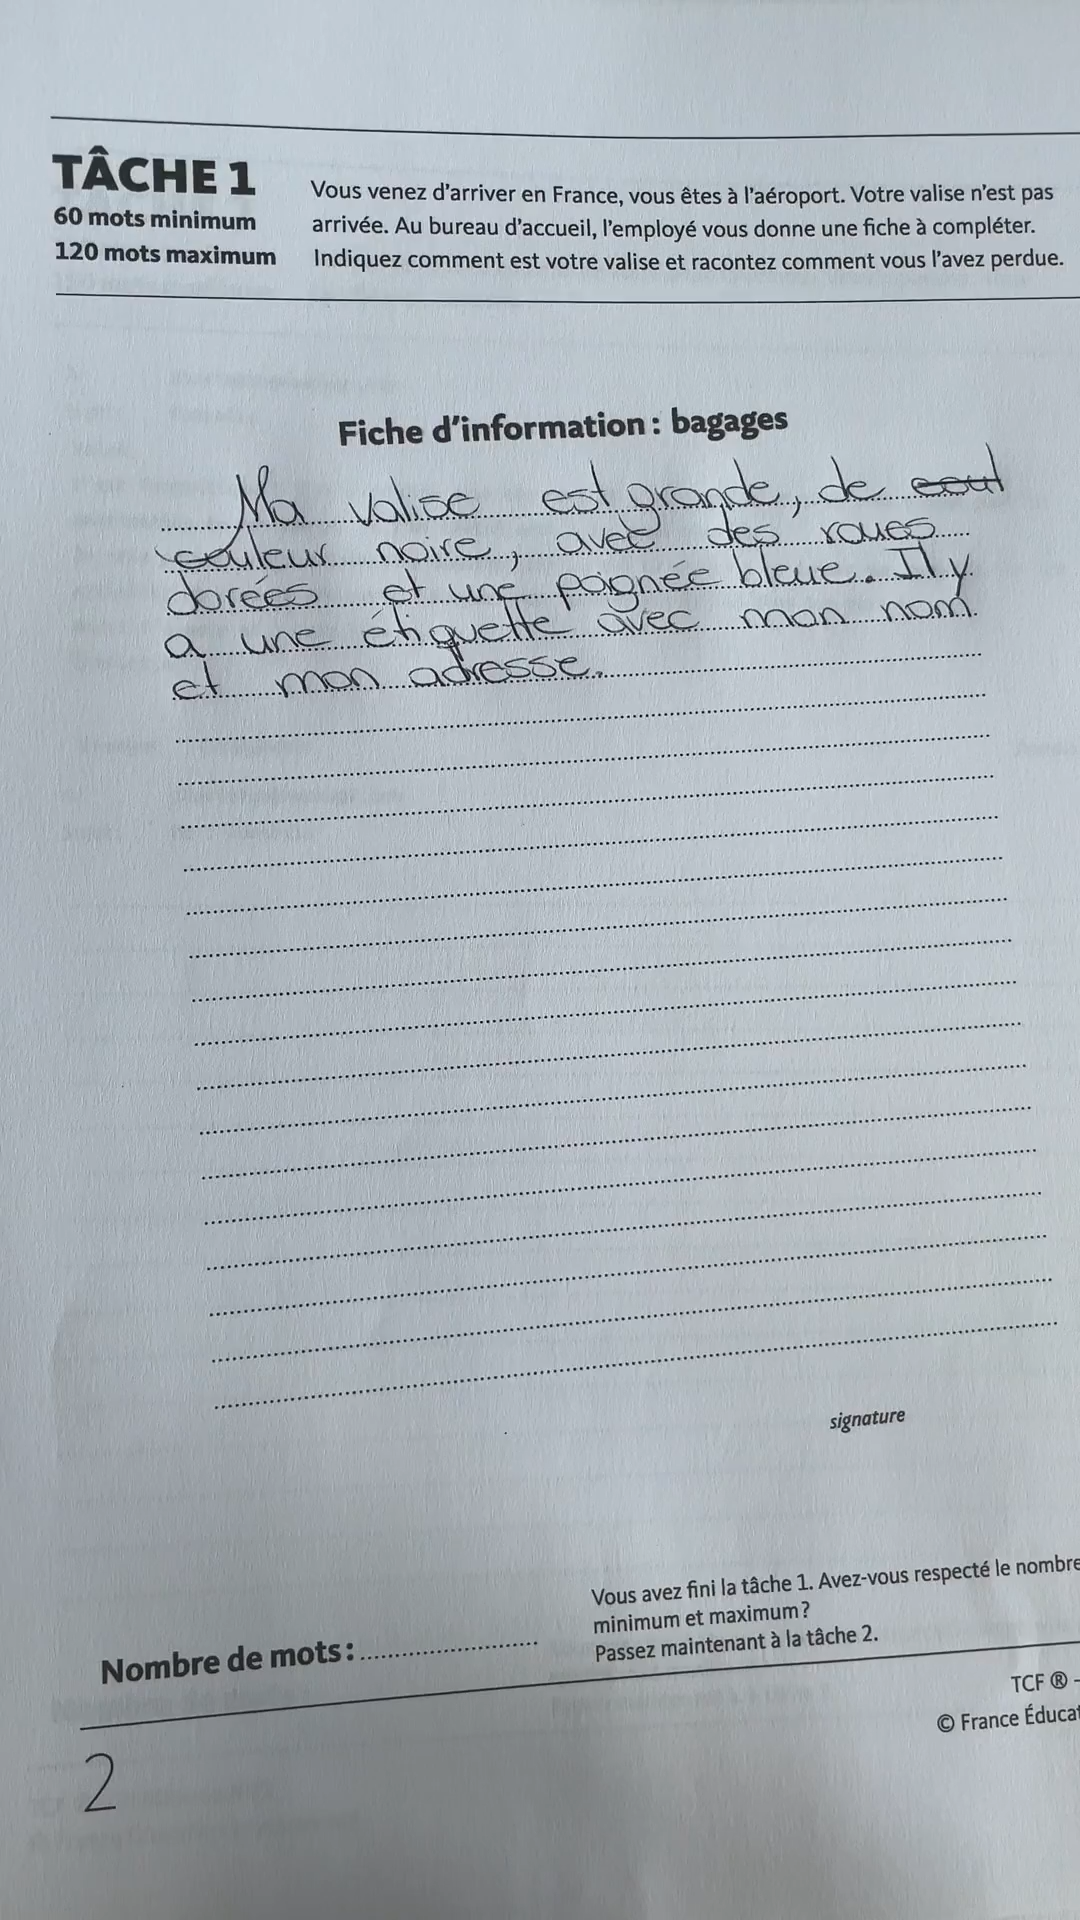 TÂCHE 1
60 mots minimum
120 mots maximum
Vous venez d'arriver en France, vous êtes à l'aéroport. Votre valise n'est pas
arrivée. Au bureau d'accueil, l'employé vous donne une fiche à compléter.
Indiquez comment est votre valise et racontez comment vous l'avez perdue.
Fiche d'information : bagages
Ma valise est grande, de coul
couleur noire, avec des roues
dorées et une poignée bleue. Il y
a une étiquette avec mon nom
et mon adresse.
signature
Vous avez fini la tâche 1. Avez-vous respecté le nombre
minimum et maximum ?
Passez maintenant à la tâche 2.
Nombre de mots :
TCF ® -
© France Éducat
2